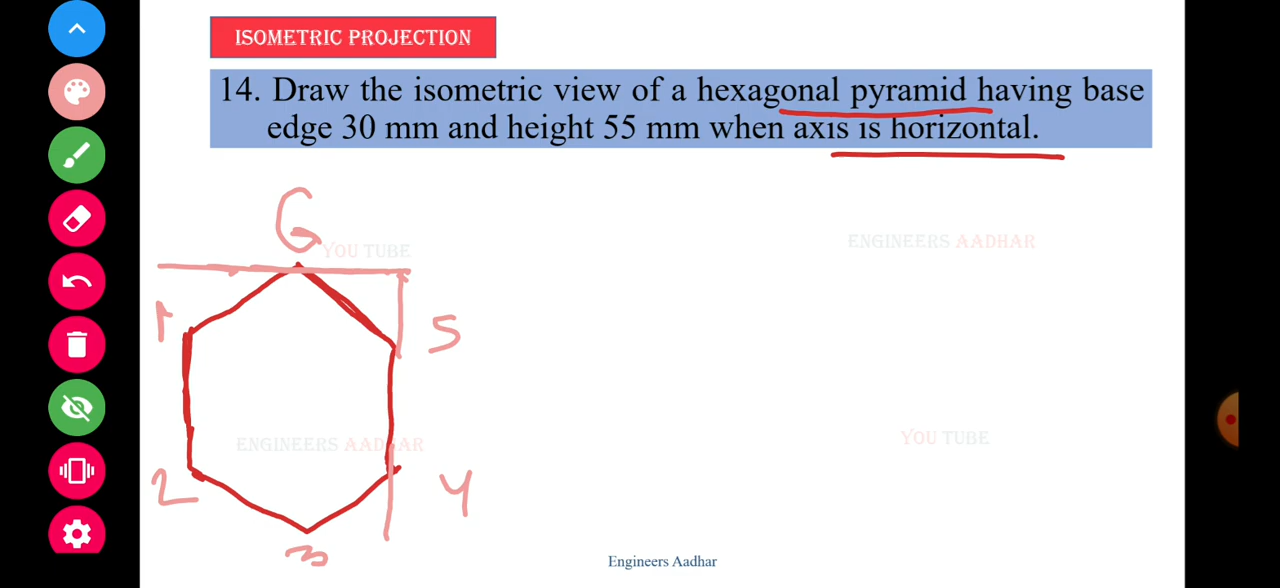 ISOMETRIC PROJECTION
14. Draw the isometric view of a hexagonal pyramid having base
edge 30 mm and height 55 mm when axis is horizontal.
6
YOU TUBE
ENGINEERS AADHAR
1
5
ENGINEERS AADHAR
YOU TUBE
2
4
3
Engineers Aadhar